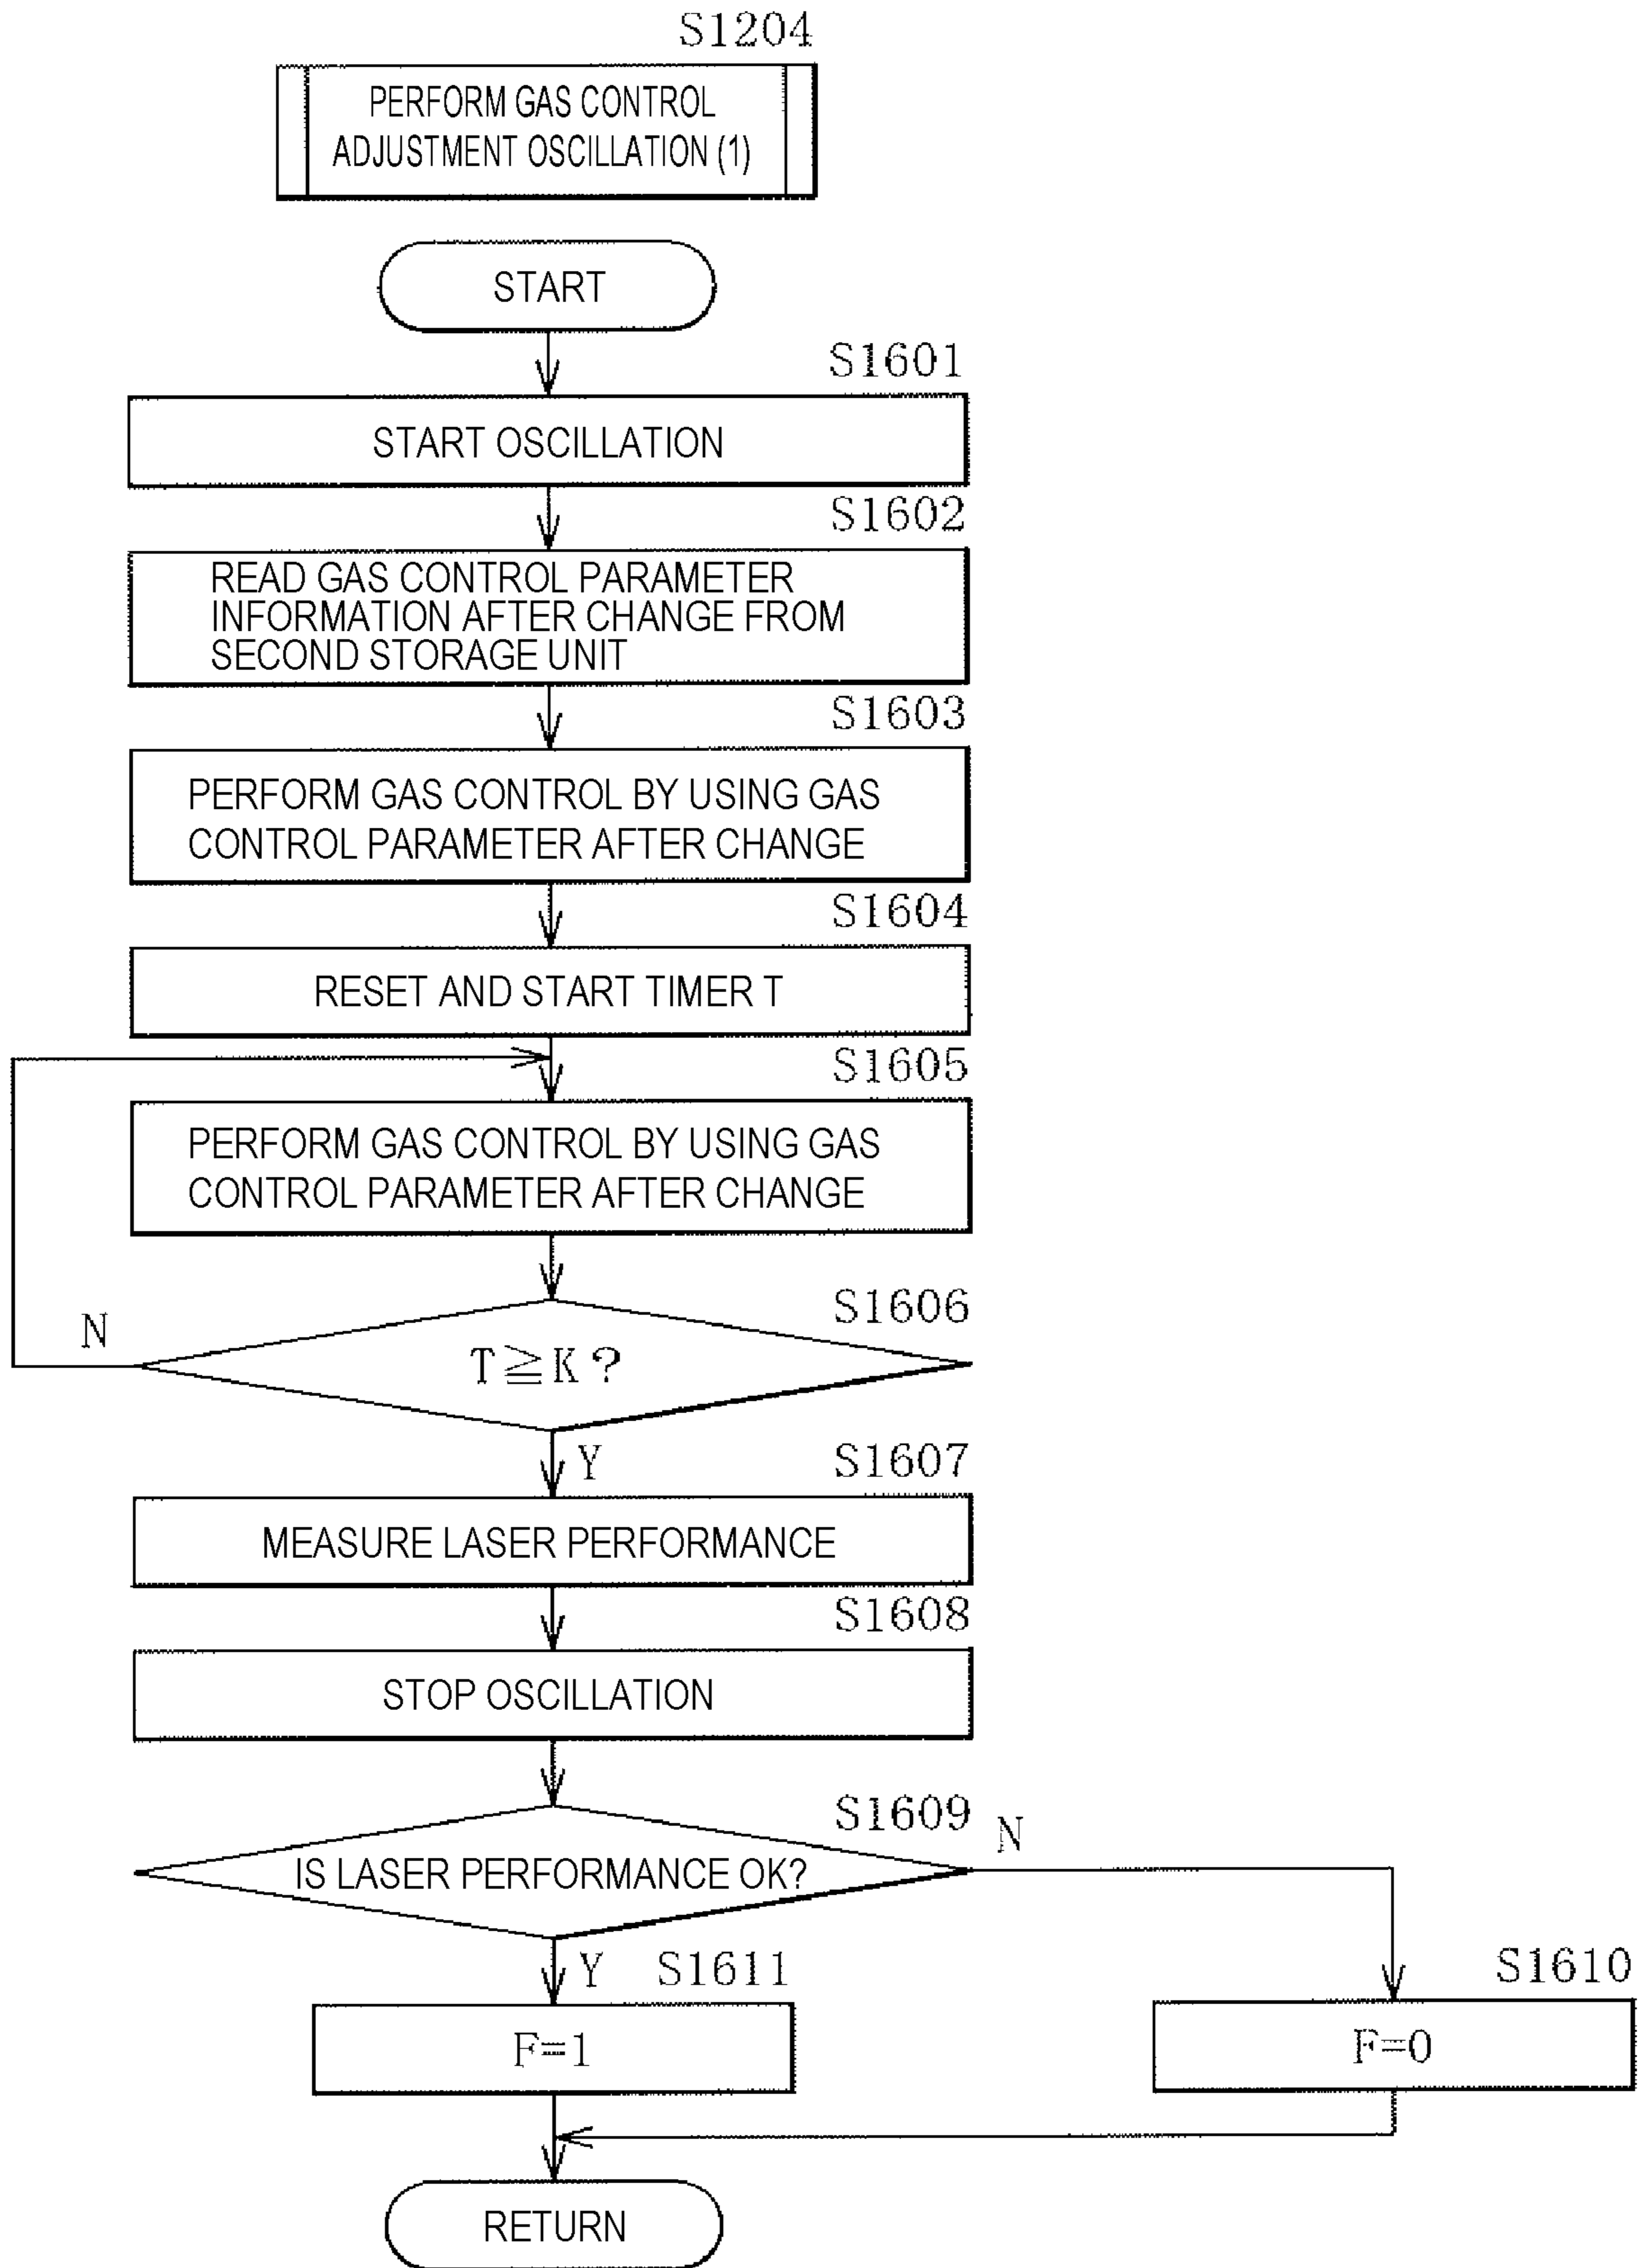 S1204
PERFORM GAS CONTROL
ADJUSTMENT OSCILLATION (1)
START
S1601
START OSCILLATION
S1602
READ GAS CONTROL PARAMETER
INFORMATION AFTER CHANGE FROM
SECOND STORAGE UNIT
S1603
PERFORM GAS CONTROL BY USING GAS
CONTROL PARAMETER AFTER CHANGE
S1604
RESET AND START TIMER T
S1605
PERFORM GAS CONTROL BY USING GAS
CONTROL PARAMETER AFTER CHANGE
S1606
N
T≧K?
Y
S1607
MEASURE LASER PERFORMANCE
S1608
STOP OSCILLATION
S1609
N
IS LASER PERFORMANCE OK?
Y
S1611
S1610
F=1
F=0
RETURN